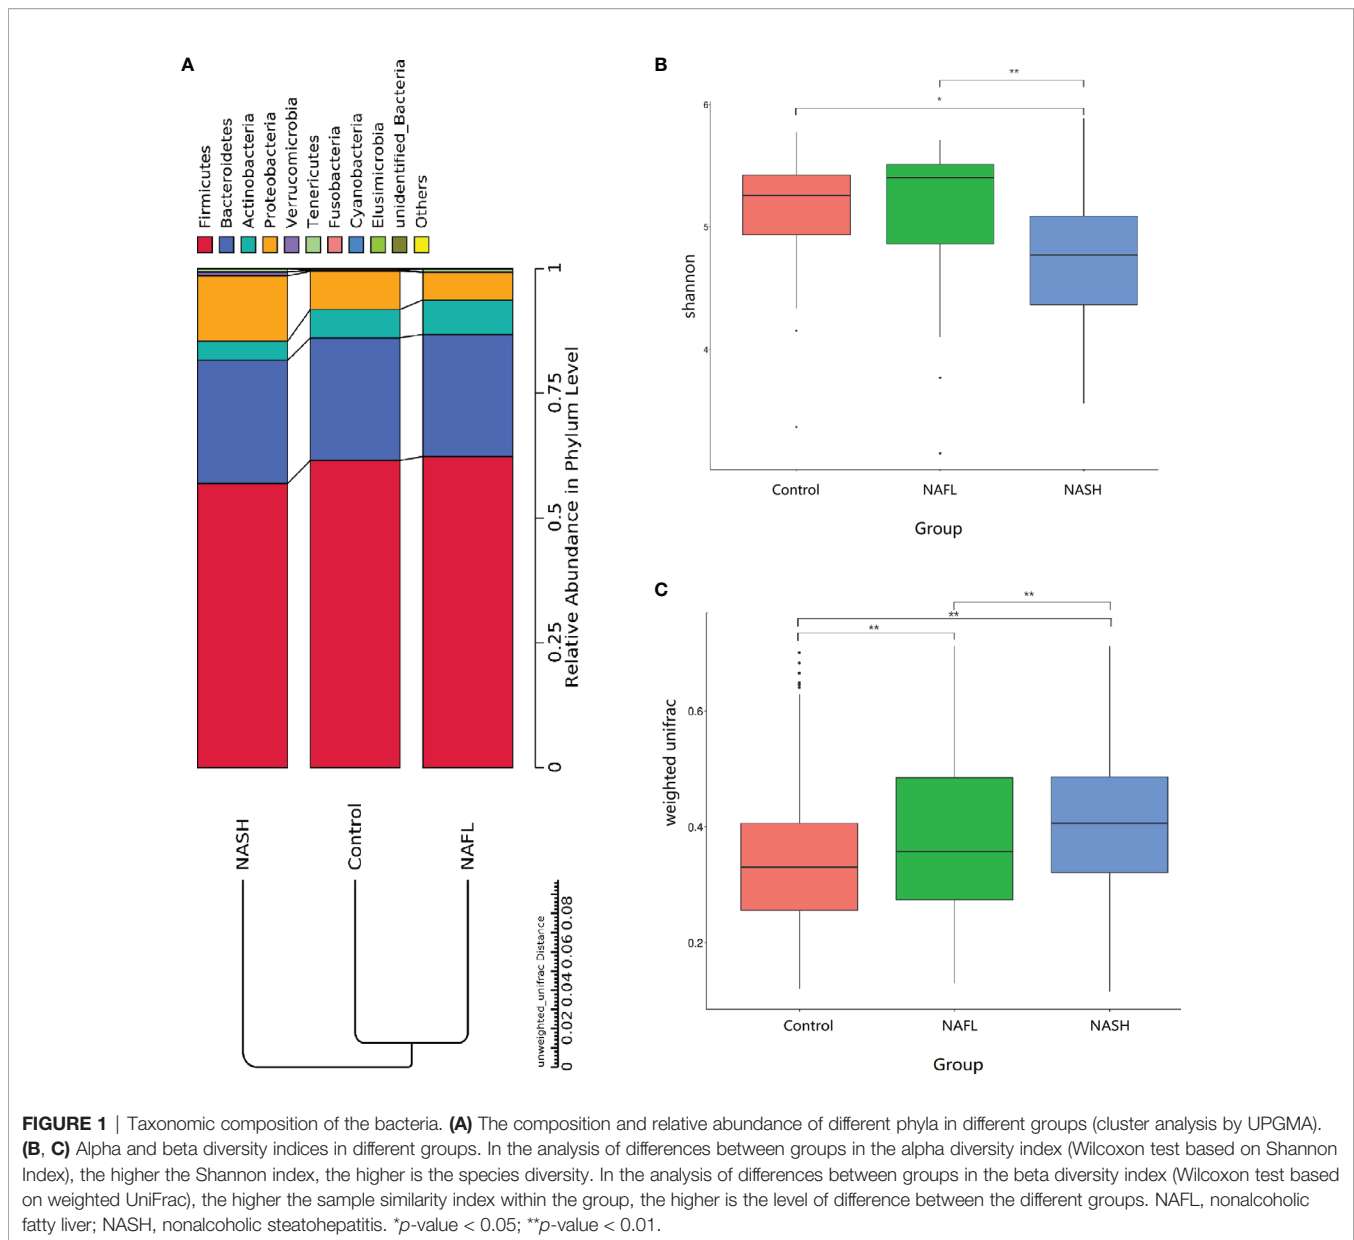 A
Firmicutes
Bacteroidetes
Actinobacteria
Proteobacteria
Verrucomicrobia
Tenericutes
Fusobacteria
Cyanobacteria
Elusimicrobia
unidentified_Bacteria
Others
1
0.75
0.5
0.25
0
Relative Abundance in Phylum Level
NASH
Control
NAFL
unweighted_unifrac Distance
0 0.02 0.04 0.06 0.08
B
**
*
6
5
4
shannon
Control NAFL NASH
Group
C
**
**
**
0.6
0.4
0.2
weighted unifrac
Control NAFL NASH
Group
FIGURE 1 | Taxonomic composition of the bacteria. (A) The composition and relative abundance of different phyla in different groups (cluster analysis by UPGMA).
(B, C) Alpha and beta diversity indices in different groups. In the analysis of differences between groups in the alpha diversity index (Wilcoxon test based on Shannon
Index), the higher the Shannon index, the higher is the species diversity. In the analysis of differences between groups in the beta diversity index (Wilcoxon test based
on weighted UniFrac), the higher the sample similarity index within the group, the higher is the level of difference between the different groups. NAFL, nonalcoholic
fatty liver; NASH, nonalcoholic steatohepatitis. *p-value < 0.05; **p-value < 0.01.